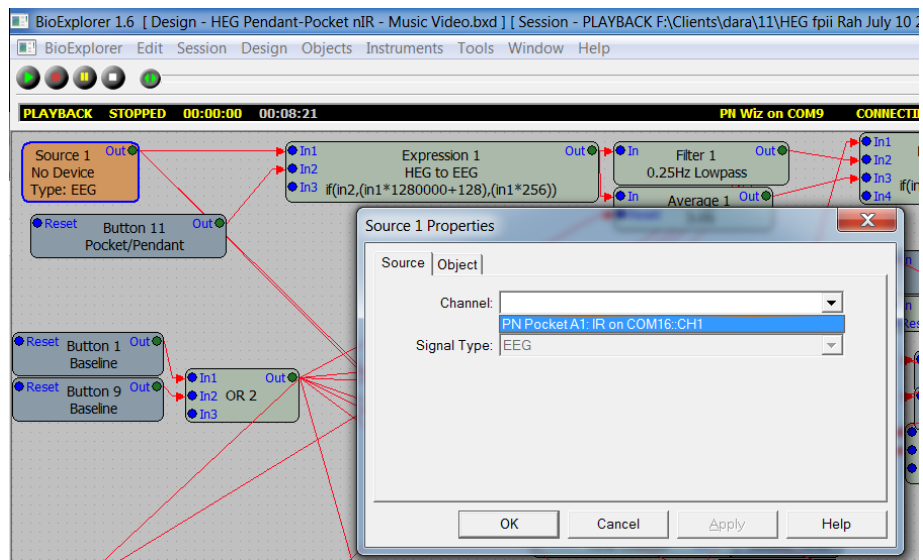 BioExplorer 1.6 [ Design - HEG Pendant-Pocket nIR - Music Video.bxd ] [ Session - PLAYBACK F:\Clients\dara\11\HEG fpii Rah July 10 2
BioExplorer Edit Session Design Objects Instruments Tools Window Help
PLAYBACK STOPPED 00:00:00 00:08:21 PN Wiz on COM9 CONNECTI
Source 1 Out
No Device
Type: EEG
In1 Expression 1 Out
In2 HEG to EEG
In3 if(in2,(in1*1280000+128),(in1*256))
In Filter 1 Out
0.25Hz Lowpass
In Average 1 Out
In1
In2
In3 if(in
In4
Reset Button 11 Out
Pocket/Pendant
Source 1 Properties
Source Object
Channel:
PN Pocket A1: IR on COM16::CH1
Signal Type: EEG
Reset Button 1 Out
Baseline
Reset Button 9 Out
Baseline
In1 Out
In2 OR 2
In3
OK Cancel Apply Help